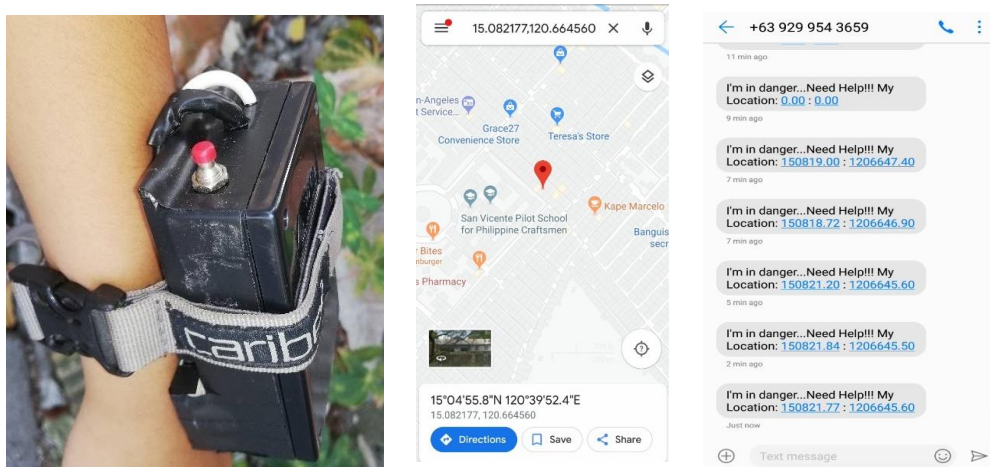 caribe
15.082177,120.664560
n-Angeles
t Service...
Grace27
Convenience Store
Teresa's Store
San Vicente Pilot School
for Philippine Craftsmen
Kape Marcelo
Banguis
secr
r Bites
mburger
s Pharmacy
15°04'55.8"N 120°39'52.4"E
15.082177, 120.664560
Directions
Save
Share
+63 929 954 3659
11 min ago
I'm in danger...Need Help!!! My
Location: 0.00 : 0.00
9 min ago
I'm in danger...Need Help!!! My
Location: 150819.00 : 1206647.40
7 min ago
I'm in danger...Need Help!!! My
Location: 150818.72 : 1206646.90
7 min ago
I'm in danger...Need Help!!! My
Location: 150821.20 : 1206645.60
5 min ago
I'm in danger...Need Help!!! My
Location: 150821.84 : 1206645.50
2 min ago
I'm in danger...Need Help!!! My
Location: 150821.77 : 1206645.60
Just now
Text message